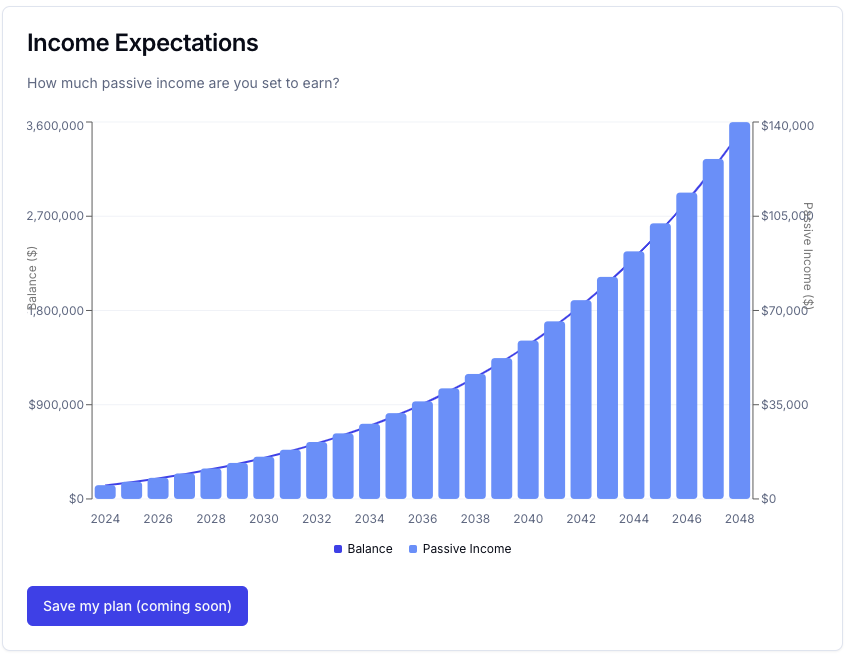 Income Expectations
How much passive income are you set to earn?
3,600,000
2,700,000
,800,000
$900,000
$0
Balance ($)
$140,000
$105,000
$70,000
$35,000
$0
Passive Income ($)
2024 2026 2028 2030 2032 2034 2036 2038 2040 2042 2044 2046 2048
Balance Passive Income
Save my plan (coming soon)